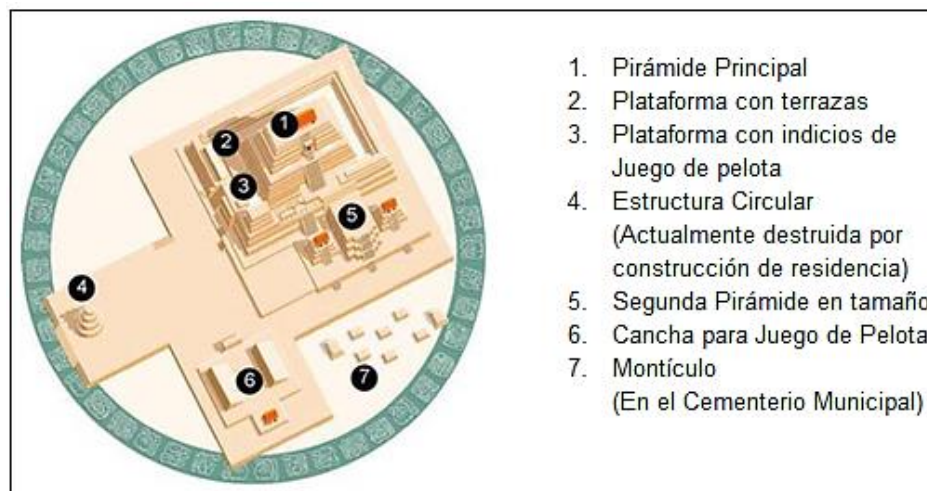 1. Pirámide Principal
2. Plataforma con terrazas
3. Plataforma con indicios de
Juego de pelota
4. Estructura Circular
(Actualmente destruida por
construcción de residencia)
5. Segunda Pirámide en tamaño
6. Cancha para Juego de Pelota
7. Montículo
(En el Cementerio Municipal)
1
2
3
5
4
6
7